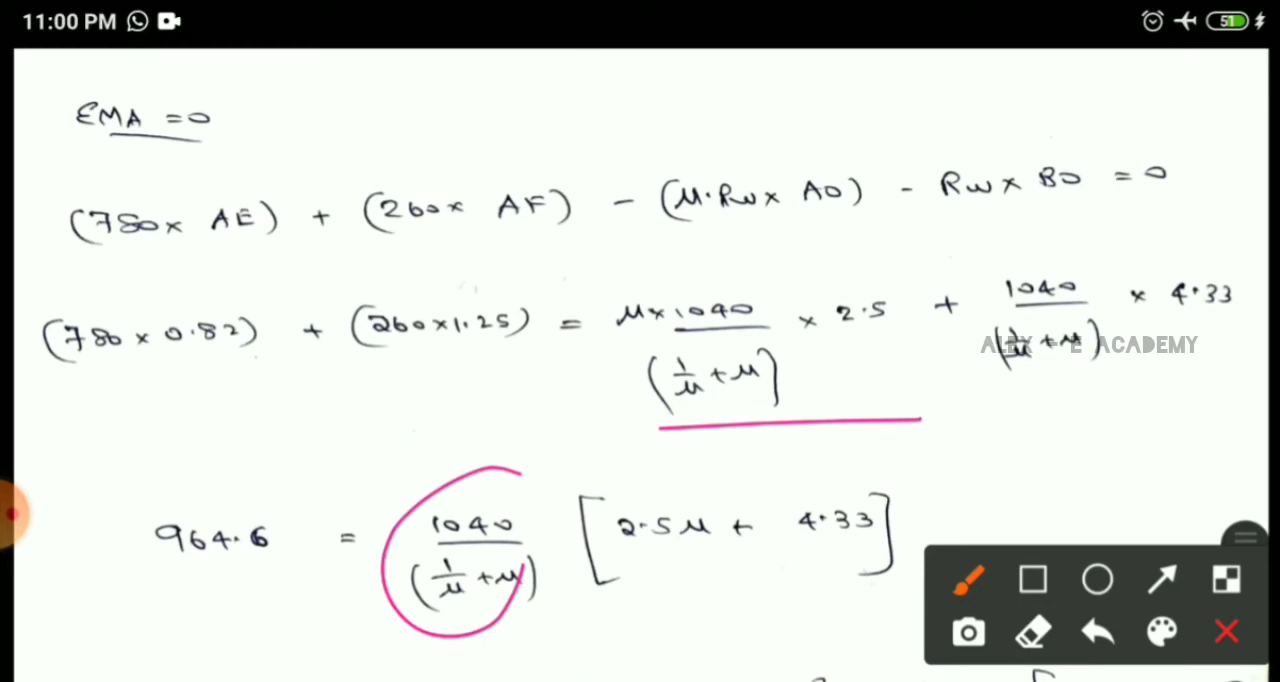 11:00 PM
51
ΣMA = 0
(780 × AE) + (260 × AF) - (μ·Rw × AO) - Rw × BO = 0
(780 × 0.82) + (260 × 1.25) = μ × 1040 / (1/μ + μ) × 2.5 + 1040 / (1/μ + μ) × 4.33
964.6 = 1040 / (1/μ + μ) [2.5μ + 4.33]